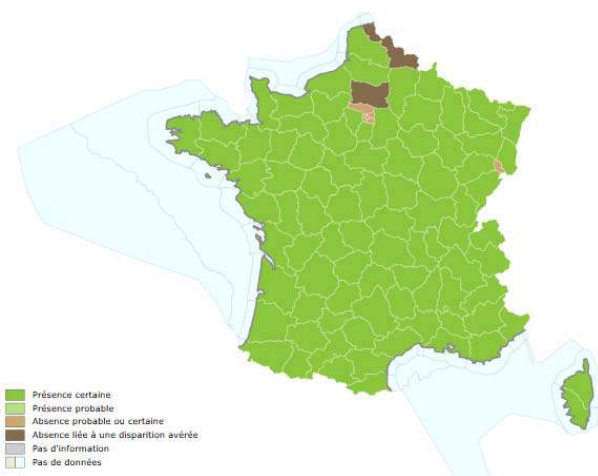 Présence certaine
Présence probable
Absence probable ou certaine
Absence liée à une disparition avérée
Pas d'information
Pas de données